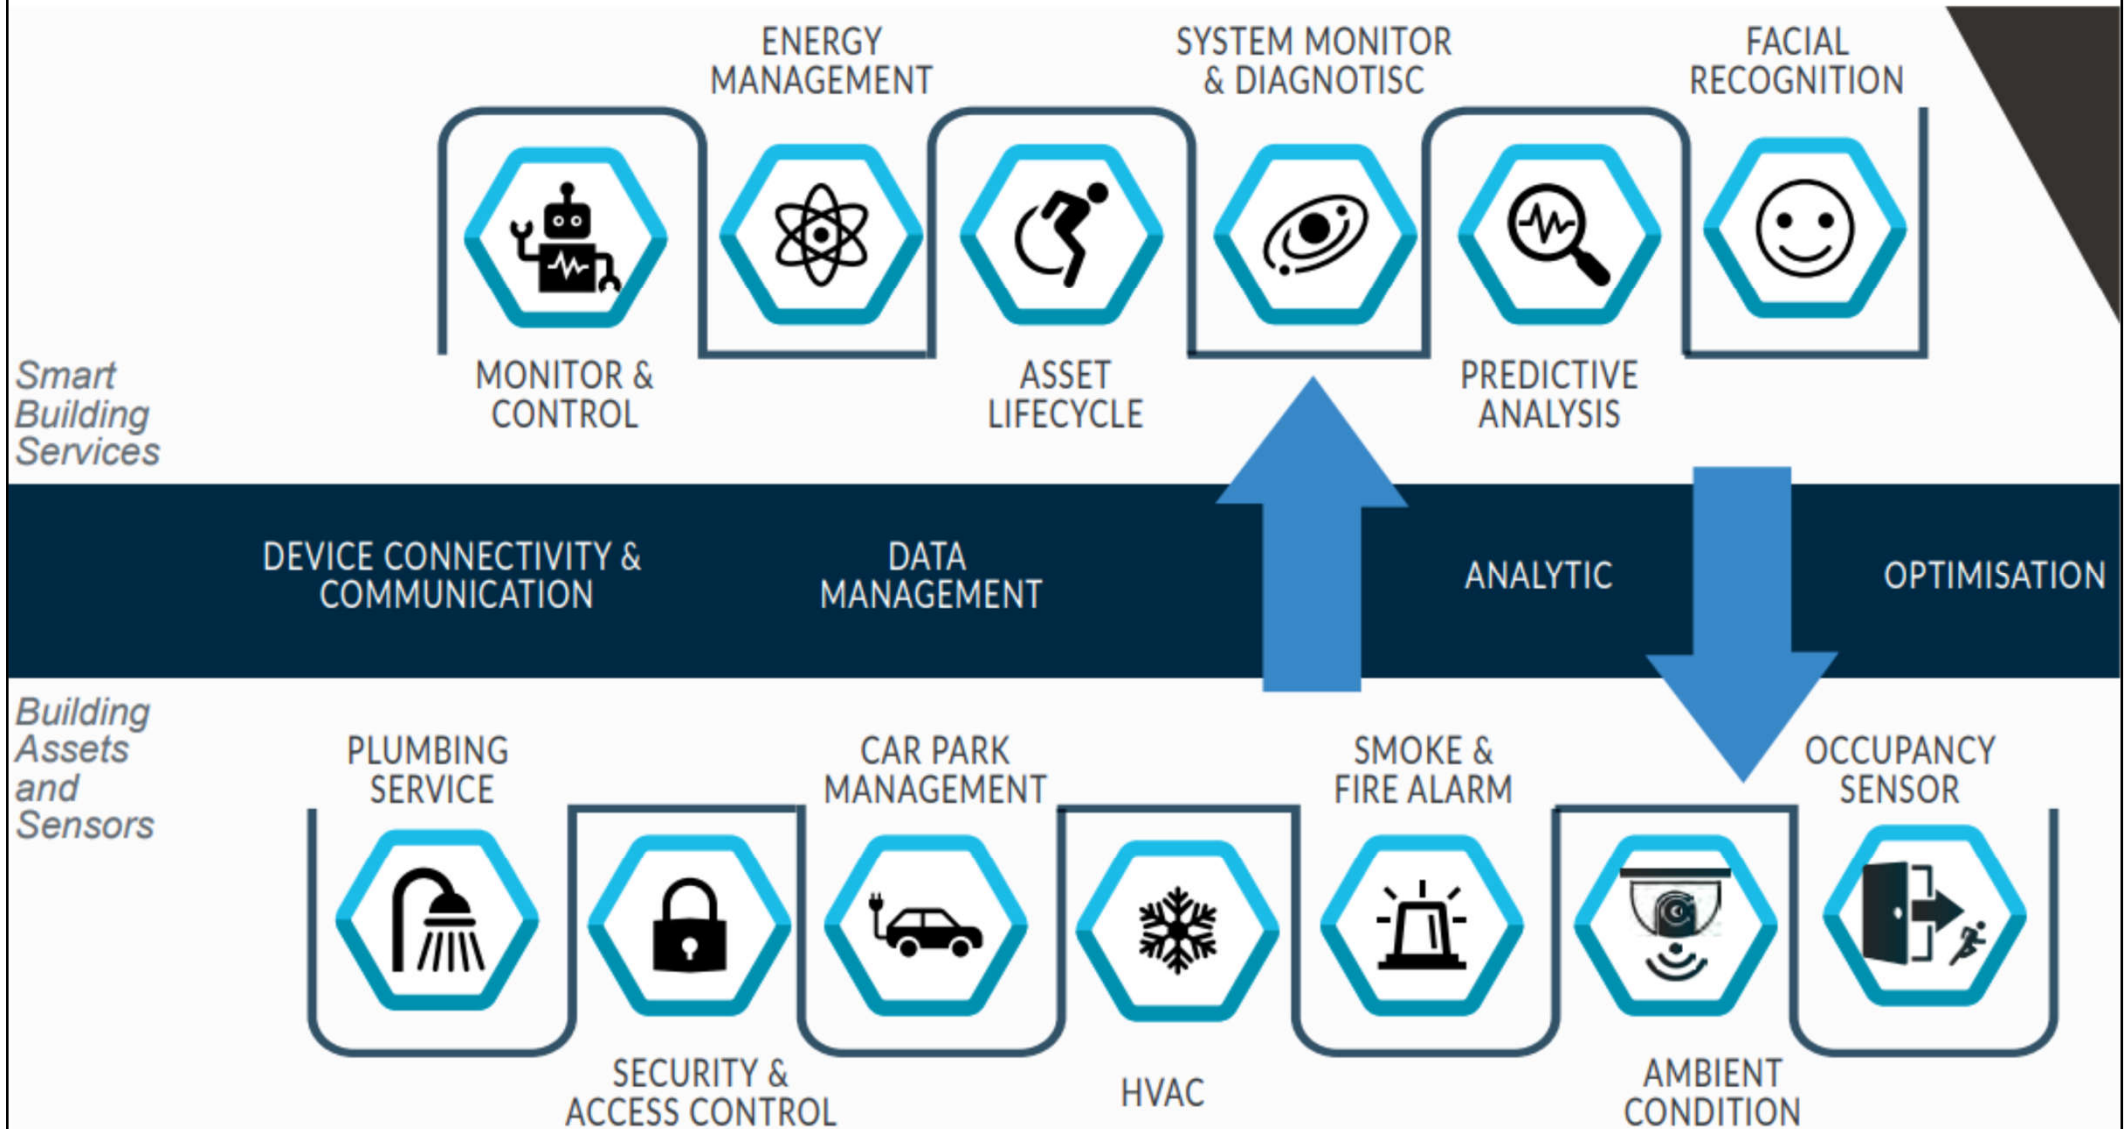 ENERGY
MANAGEMENT
SYSTEM MONITOR
& DIAGNOTISC
FACIAL
RECOGNITION
MONITOR &
CONTROL
ASSET
LIFECYCLE
PREDICTIVE
ANALYSIS
Smart
Building
Services
DEVICE CONNECTIVITY &
COMMUNICATION
DATA
MANAGEMENT
ANALYTIC
OPTIMISATION
Building
Assets
and
Sensors
PLUMBING
SERVICE
CAR PARK
MANAGEMENT
SMOKE &
FIRE ALARM
OCCUPANCY
SENSOR
SECURITY &
ACCESS CONTROL
HVAC
AMBIENT
CONDITION